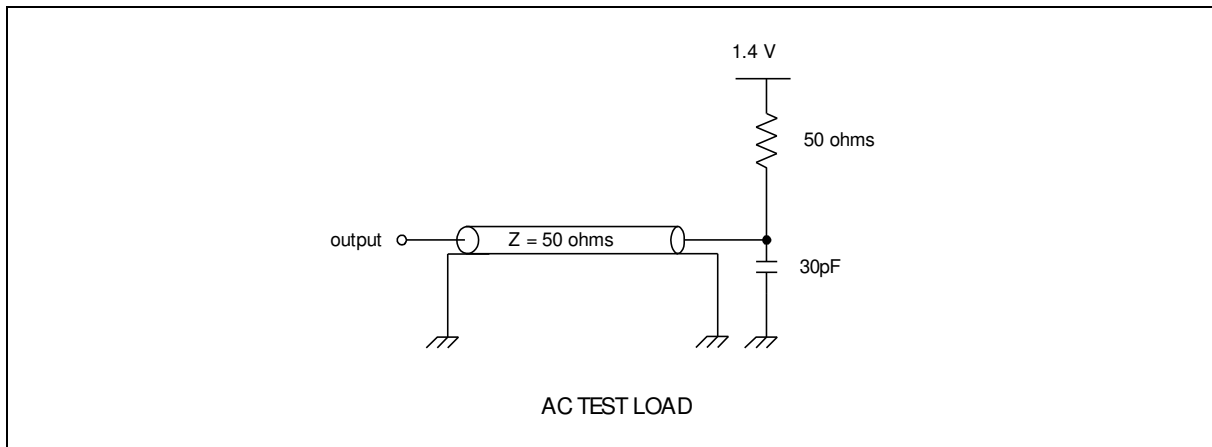 1.4 V
50 ohms
output
Z = 50 ohms
30pF
AC TEST LOAD